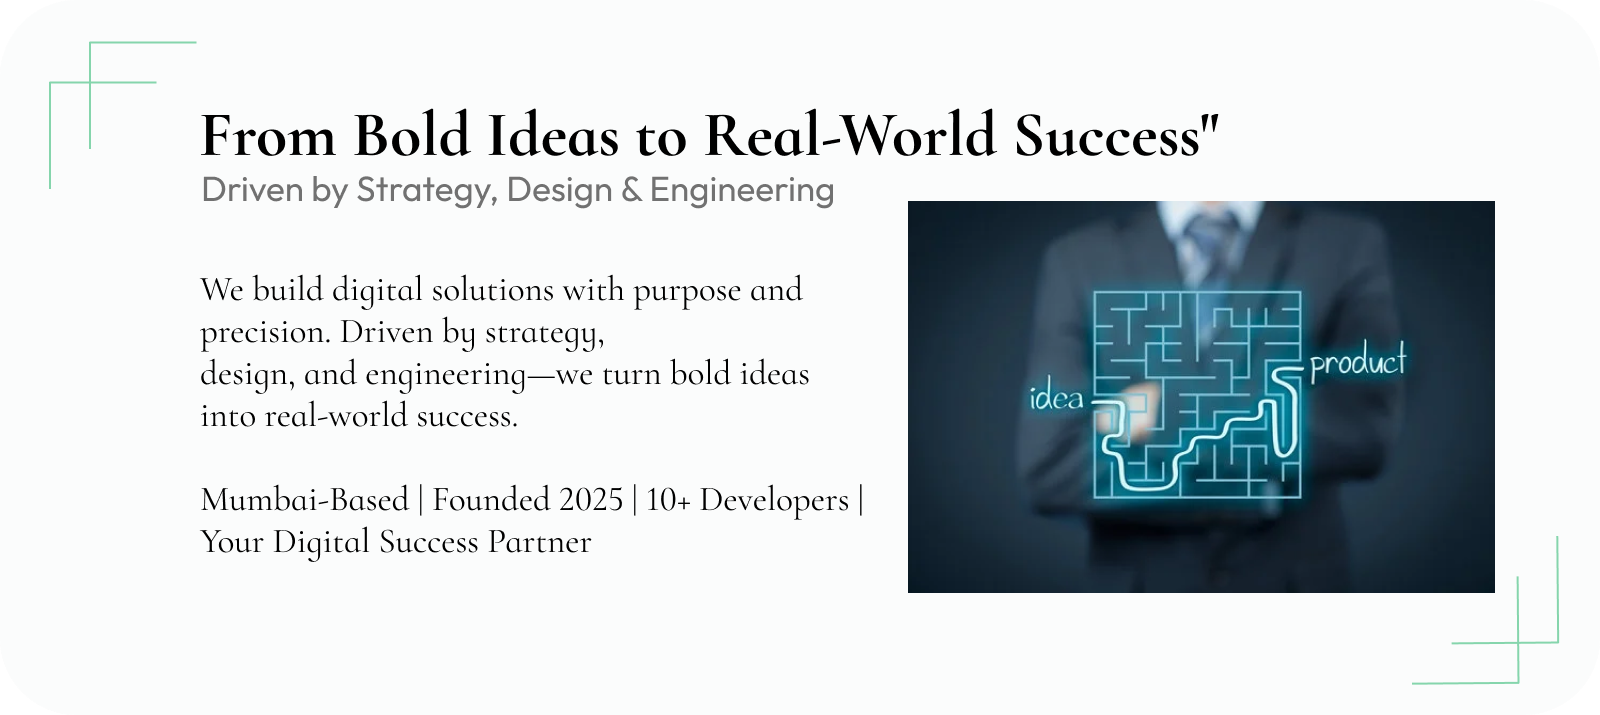 From Bold Ideas to Real-World Success"
Driven by Strategy, Design & Engineering
We build digital solutions with purpose and
precision. Driven by strategy,
design, and engineering—we turn bold ideas
into real-world success.
Mumbai-Based | Founded 2025 | 10+ Developers |
Your Digital Success Partner
idea
product